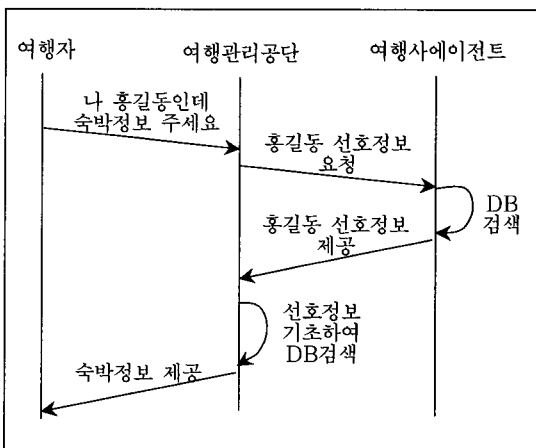 여행자
여행관리공단
여행사에이전트
나 홍길동인데
숙박정보 주세요
홍길동 선호정보
요청
DB
검색
홍길동 선호정보
제공
선호정보
기초하여
DB검색
숙박정보 제공